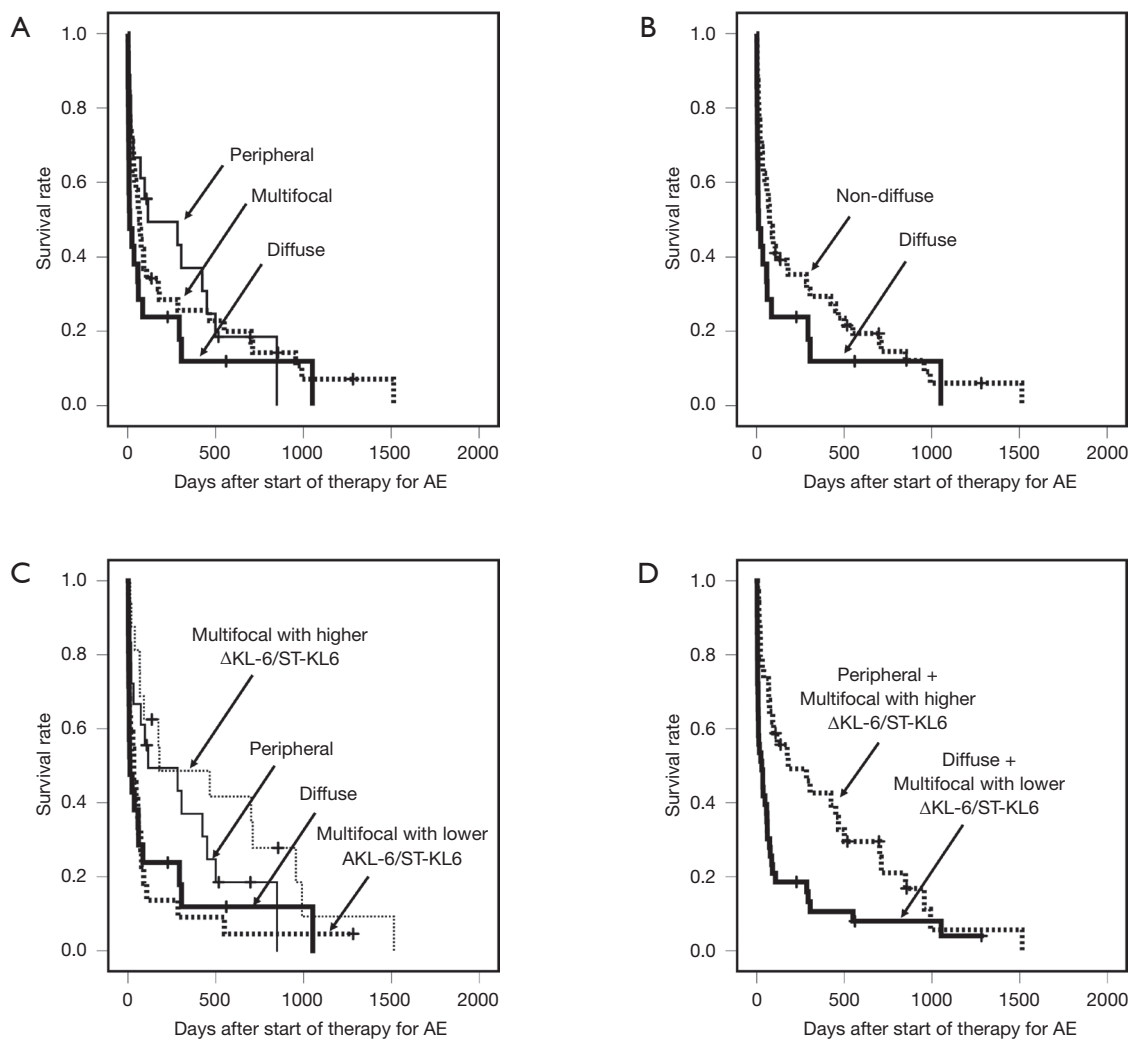 A
Survival rate
1.0
0.8
0.6
0.4
0.2
0.0
Peripheral
Multifocal
Diffuse
0 500 1000 1500 2000
Days after start of therapy for AE
B
Survival rate
1.0
0.8
0.6
0.4
0.2
0.0
Non-diffuse
Diffuse
0 500 1000 1500 2000
Days after start of therapy for AE
C
Survival rate
1.0
0.8
0.6
0.4
0.2
0.0
Multifocal with higher
ΔKL-6/ST-KL6
Peripheral
Diffuse
Multifocal with lower
AKL-6/ST-KL6
0 500 1000 1500 2000
Days after start of therapy for AE
D
Survival rate
1.0
0.8
0.6
0.4
0.2
0.0
Peripheral +
Multifocal with higher
ΔKL-6/ST-KL6
Diffuse +
Multifocal with lower
ΔKL-6/ST-KL6
0 500 1000 1500 2000
Days after start of therapy for AE